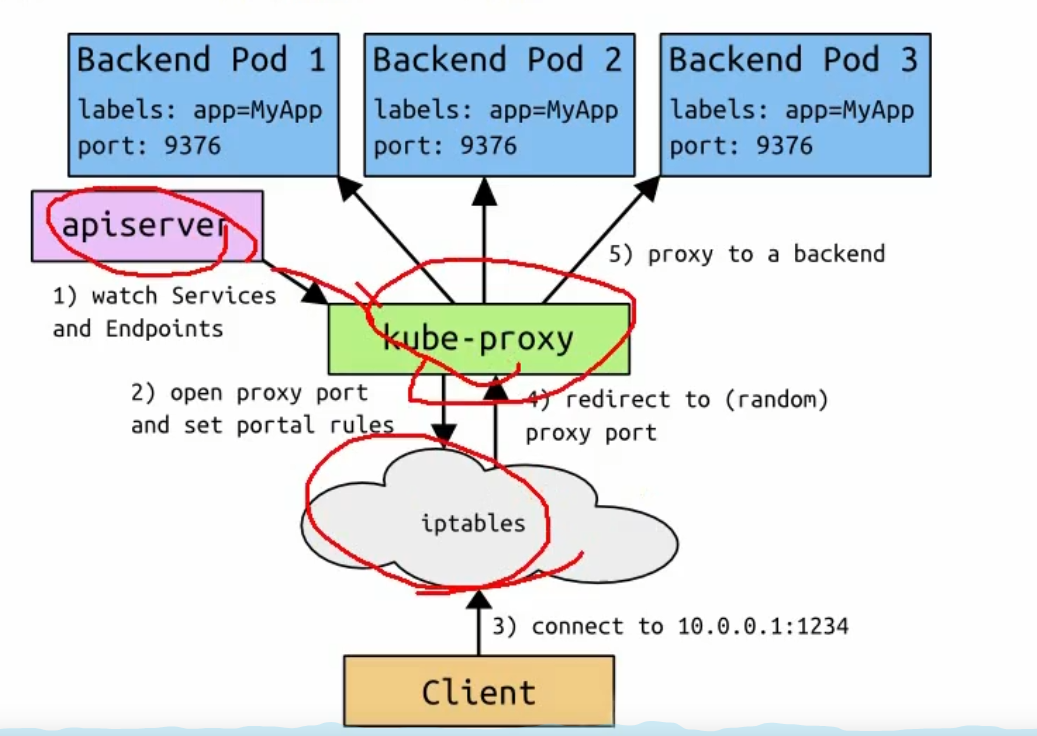 Backend Pod 1
labels: app=MyApp
port: 9376
Backend Pod 2
labels: app=MyApp
port: 9376
Backend Pod 3
labels: app=MyApp
port: 9376
apiserver
1) watch Services
and Endpoints
5) proxy to a backend
kube-proxy
2) open proxy port
and set portal rules
4) redirect to (random)
proxy port
iptables
3) connect to 10.0.0.1:1234
Client